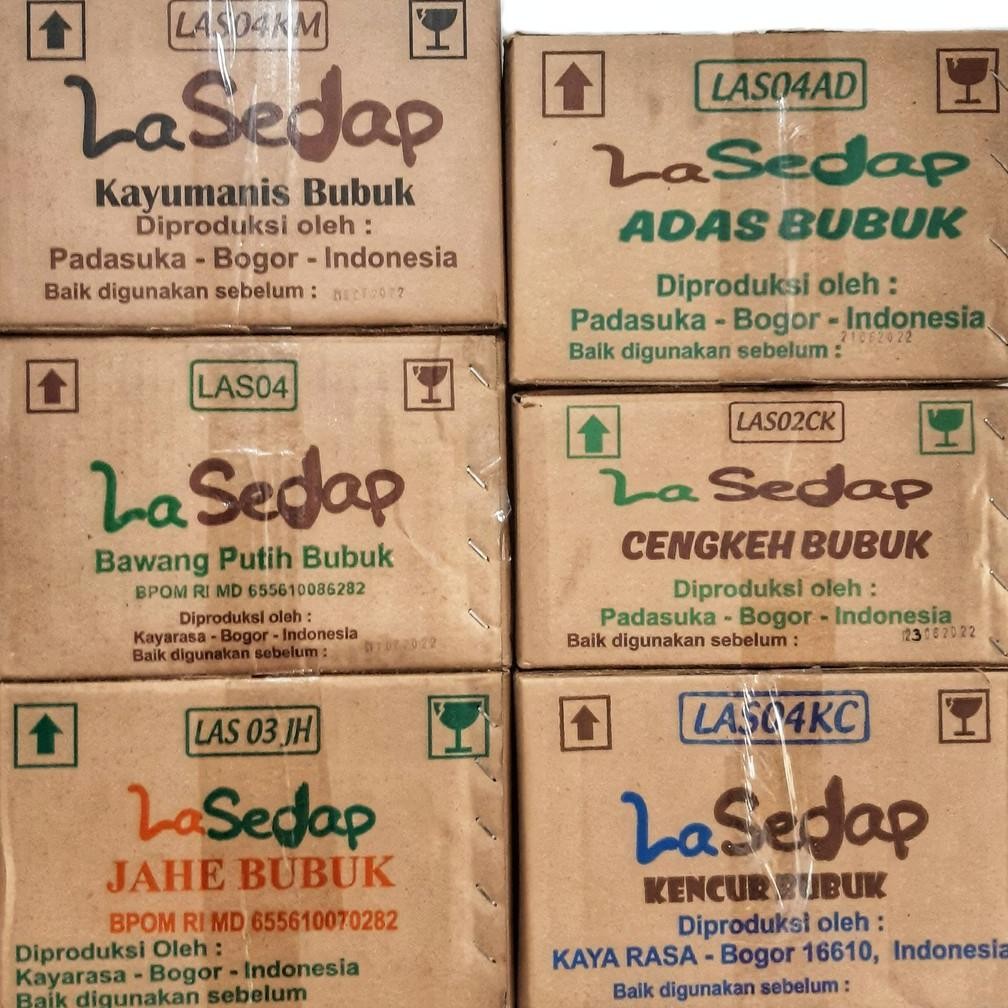 LAS04KM
LaSedap
Kayumanis Bubuk
Diproduksi oleh :
Padasuka - Bogor - Indonesia
Baik digunakan sebelum :
LAS04AD
LaSedap
ADAS BUBUK
Diproduksi oleh :
Padasuka - Bogor - Indonesia
Baik digunakan sebelum :
LAS04
LaSedap
Bawang Putih Bubuk
BPOM RI MD 655610086282
Diproduksi oleh :
Kayarasa - Bogor - Indonesia
Baik digunakan sebelum :
LAS02CK
La Sedap
CENGKEH BUBUK
Diproduksi oleh :
Padasuka - Bogor - Indonesia
Baik digunakan sebelum :
LAS 03 JH
LaSedap
JAHE BUBUK
BPOM RI MD 655610070282
Diproduksi Oleh :
Kayarasa - Bogor - Indonesia
Baik digunakan sebelum
LAS04KC
LaSedap
KENCUR BUBUK
Diproduksi oleh :
KAYA RASA - Bogor 16610, Indonesia
Baik digunakan sebelum :